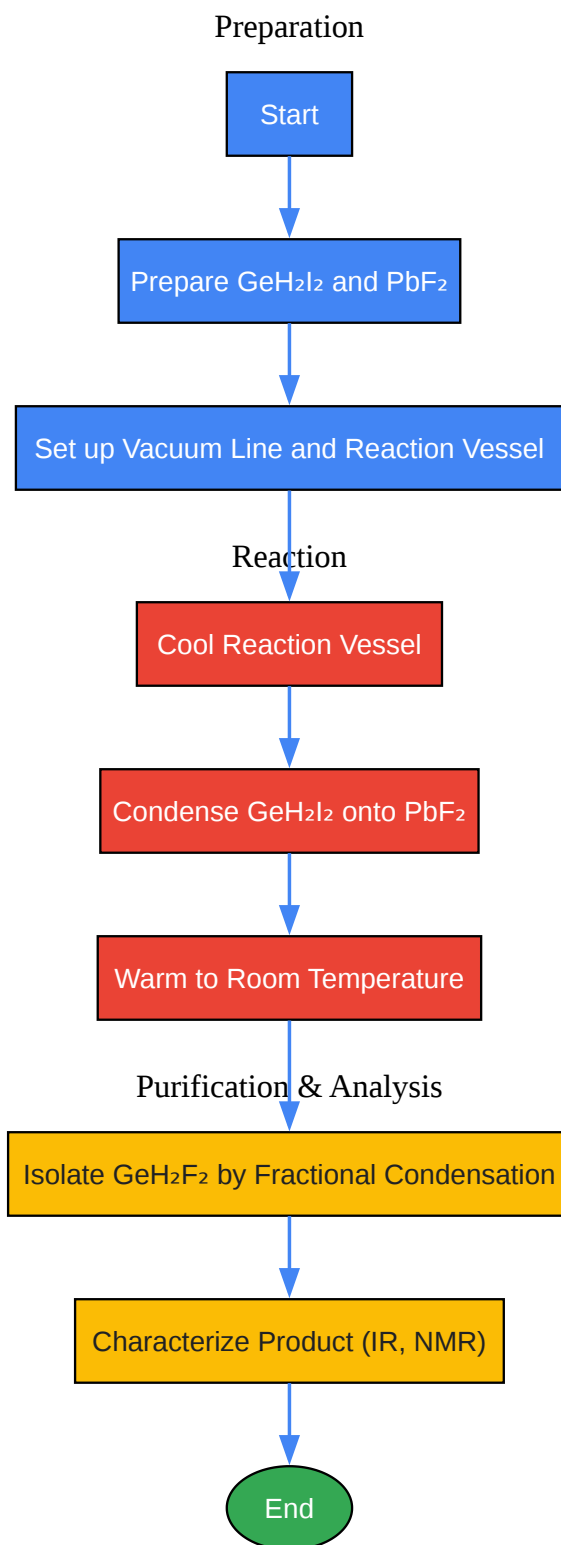 Preparation
Start
Prepare GeH₂I₂ and PbF₂
Set up Vacuum Line and Reaction Vessel
Reaction
Cool Reaction Vessel
Condense GeH₂I₂ onto PbF₂
Warm to Room Temperature
Purification & Analysis
Isolate GeH₂F₂ by Fractional Condensation
Characterize Product (IR, NMR)
End